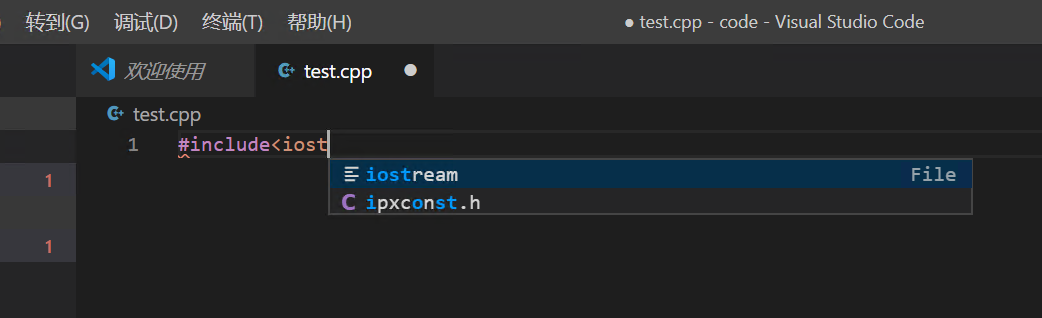 转到(G) 调试(D) 终端(T) 帮助(H) ● test.cpp - code - Visual Studio Code
欢迎使用 test.cpp ●
test.cpp
1 #include<iost
iostream File
1 ipxconst.h
1